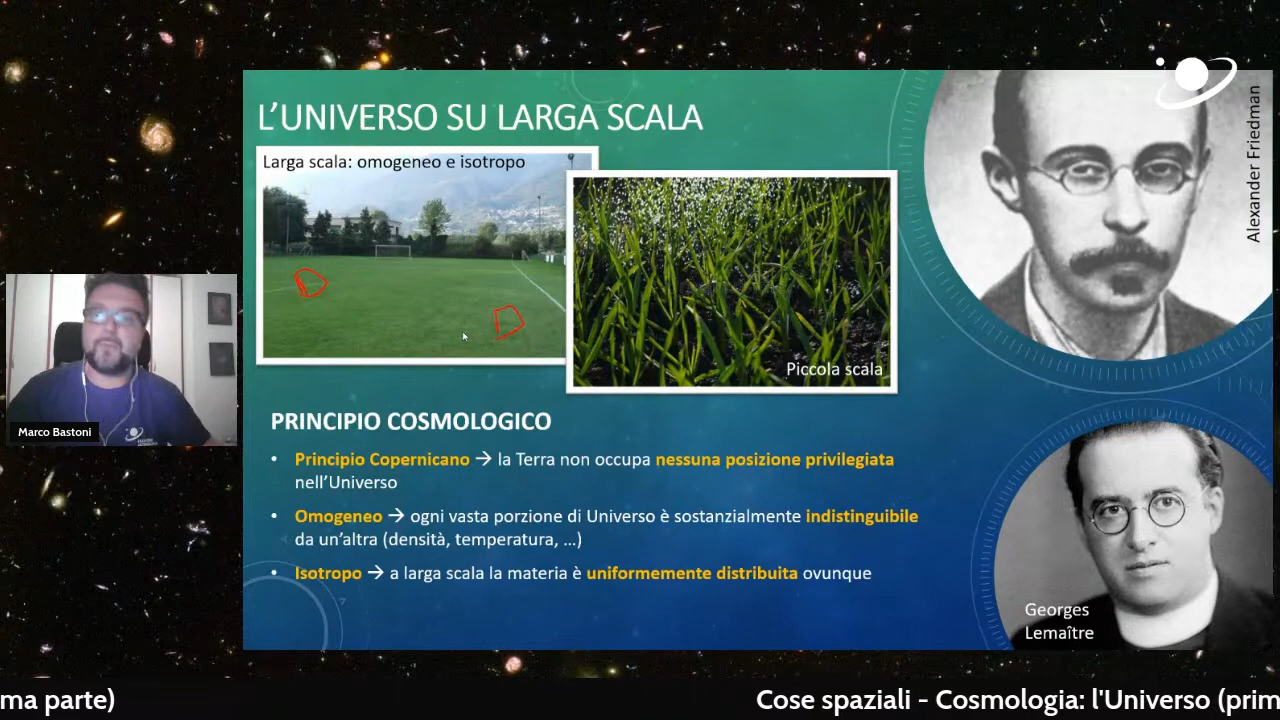 L'UNIVERSO SU LARGA SCALA
Larga scala: omogeneo e isotropo
Piccola scala
Alexander Friedman
Marco Bastoni
PRINCIPIO COSMOLOGICO
• Principio Copernicano → la Terra non occupa nessuna posizione privilegiata
nell'Universo
• Omogeneo → ogni vasta porzione di Universo è sostanzialmente indistinguibile
da un'altra (densità, temperatura, …)
• Isotropo → a larga scala la materia è uniformemente distribuita ovunque
Georges
Lemaître
ma parte) Cose spaziali - Cosmologia: l'Universo (prim